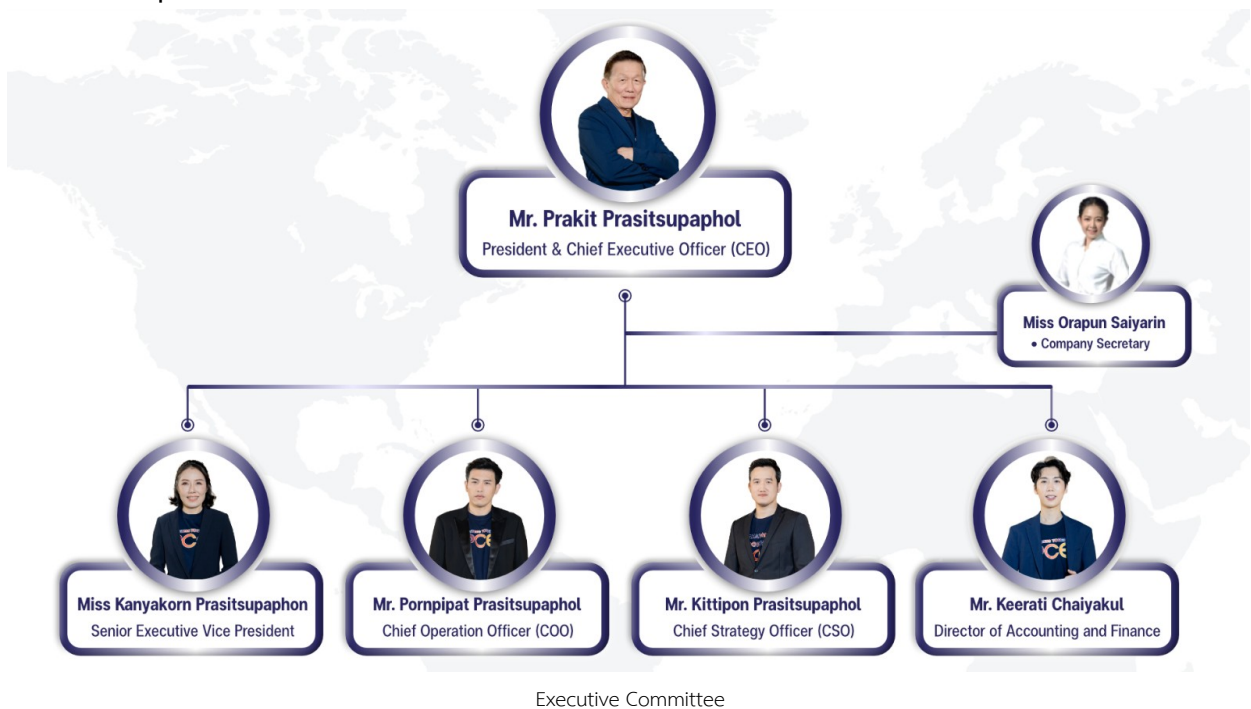 Mr. Prakit Prasitsupaphol
President & Chief Executive Officer (CEO)
Miss Orapun Saiyarin
• Company Secretary
Miss Kanyakorn Prasitsupaphon
Senior Executive Vice President
Mr. Pornpipat Prasitsupaphol
Chief Operation Officer (COO)
Mr. Kittipon Prasitsupaphol
Chief Strategy Officer (CSO)
Mr. Keerati Chaiyakul
Director of Accounting and Finance
Executive Committee